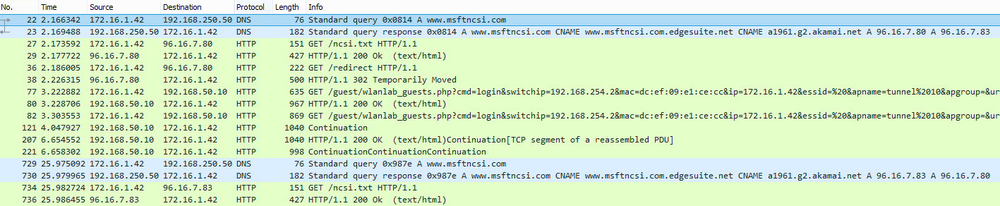 No. Time Source Destination Protocol Length Info
22 2.166342 172.16.1.42 192.168.250.50 DNS 76 Standard query 0x0814 A www.msftncsi.com
23 2.169488 192.168.250.50 172.16.1.42 DNS 182 Standard query response 0x0814 A www.msftncsi.com CNAME www.msftncsi.com.edgesuite.net CNAME a1961.g2.akamai.net A 96.16.7.80 A 96.16.7.83
27 2.173592 172.16.1.42 96.16.7.80 HTTP 151 GET /ncsi.txt HTTP/1.1
29 2.177722 96.16.7.80 172.16.1.42 HTTP 427 HTTP/1.1 200 Ok (text/html)
36 2.186005 172.16.1.42 96.16.7.80 HTTP 222 GET /redirect HTTP/1.1
38 2.226315 96.16.7.80 172.16.1.42 HTTP 500 HTTP/1.1 302 Temporarily Moved
77 3.222882 172.16.1.42 192.168.50.10 HTTP 635 GET /guest/wlanlab_guests.php?cmd=login&switchip=192.168.254.2&mac=dc:ef:09:e1:ce:cc&ip=172.16.1.42&essid=%20&apname=tunnel%2010&apgroup=&ur
80 3.228706 192.168.50.10 172.16.1.42 HTTP 967 HTTP/1.1 200 OK (text/html)
82 3.303553 172.16.1.42 192.168.50.10 HTTP 869 GET /guest/wlanlab_guests.php?cmd=login&switchip=192.168.254.2&mac=dc:ef:09:e1:ce:cc&ip=172.16.1.42&essid=%20&apname=tunnel%2010&apgroup=&ur
121 4.047927 192.168.50.10 172.16.1.42 HTTP 1040 Continuation
207 6.654552 192.168.50.10 172.16.1.42 HTTP 1040 HTTP/1.1 200 OK (text/html)Continuation[TCP segment of a reassembled PDU]
221 6.658302 192.168.50.10 172.16.1.42 HTTP 998 ContinuationContinuationContinuation
729 25.975092 172.16.1.42 192.168.250.50 DNS 76 Standard query 0x987e A www.msftncsi.com
730 25.979965 192.168.250.50 172.16.1.42 DNS 182 Standard query response 0x987e A www.msftncsi.com CNAME www.msftncsi.com.edgesuite.net CNAME a1961.g2.akamai.net A 96.16.7.83 A 96.16.7.80
734 25.982724 172.16.1.42 96.16.7.83 HTTP 151 GET /ncsi.txt HTTP/1.1
736 25.986455 96.16.7.83 172.16.1.42 HTTP 427 HTTP/1.1 200 Ok (text/html)